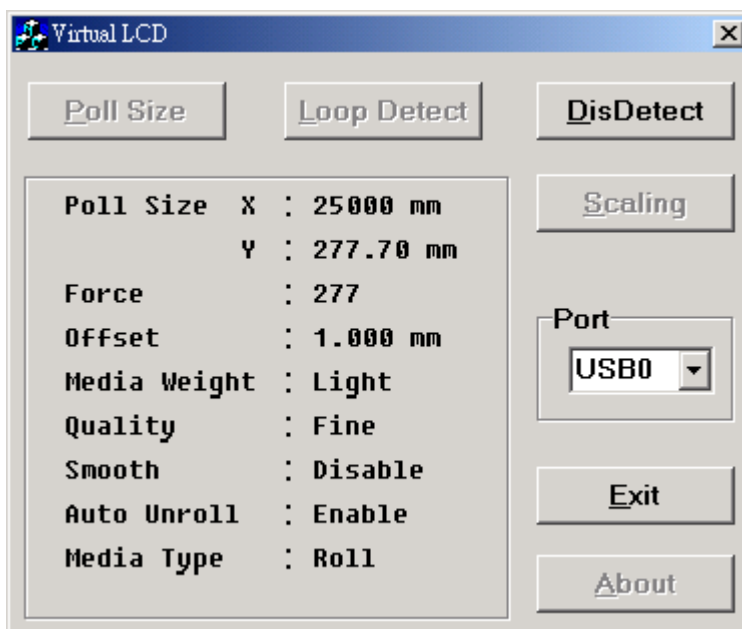 Virtual LCD
Poll Size Loop Detect DisDetect
Scaling
Poll Size X : 25000 mm
Y : 277.70 mm
Force : 277
Offset : 1.000 mm
Media Weight : Light
Quality : Fine
Smooth : Disable
Auto Unroll : Enable
Media Type : Roll
Port
USB0
Exit
About